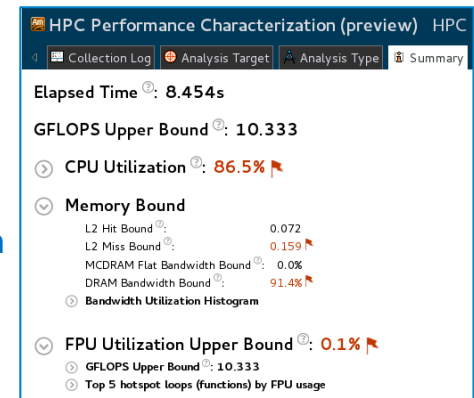 HPC Performance Characterization (preview) HPC
Collection Log Analysis Target Analysis Type Summary
Elapsed Time ?: 8.454s
GFLOPS Upper Bound ?: 10.333
CPU Utilization ?: 86.5%
Memory Bound
L2 Hit Bound ?: 0.072
L2 Miss Bound ?: 0.159
MCDRAM Flat Bandwidth Bound ?: 0.0%
DRAM Bandwidth Bound ?: 91.4%
Bandwidth Utilization Histogram
FPU Utilization Upper Bound ?: 0.1%
GFLOPS Upper Bound ?: 10.333
Top 5 hotspot loops (functions) by FPU usage